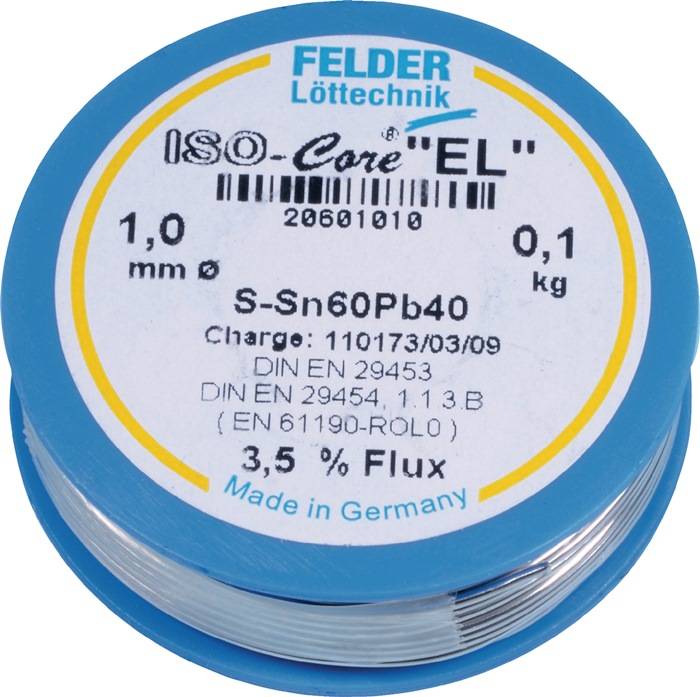 FELDER
Löttechnik
ISO-Core® "EL"
20601010
1,0
mm Ø
0,1
kg
S-Sn60Pb40
Charge: 110173/03/09
DIN EN 29453
DIN EN 29454, 1.1 3.B
( EN 61190-ROL0 )
3,5 % Flux
Made in Germany